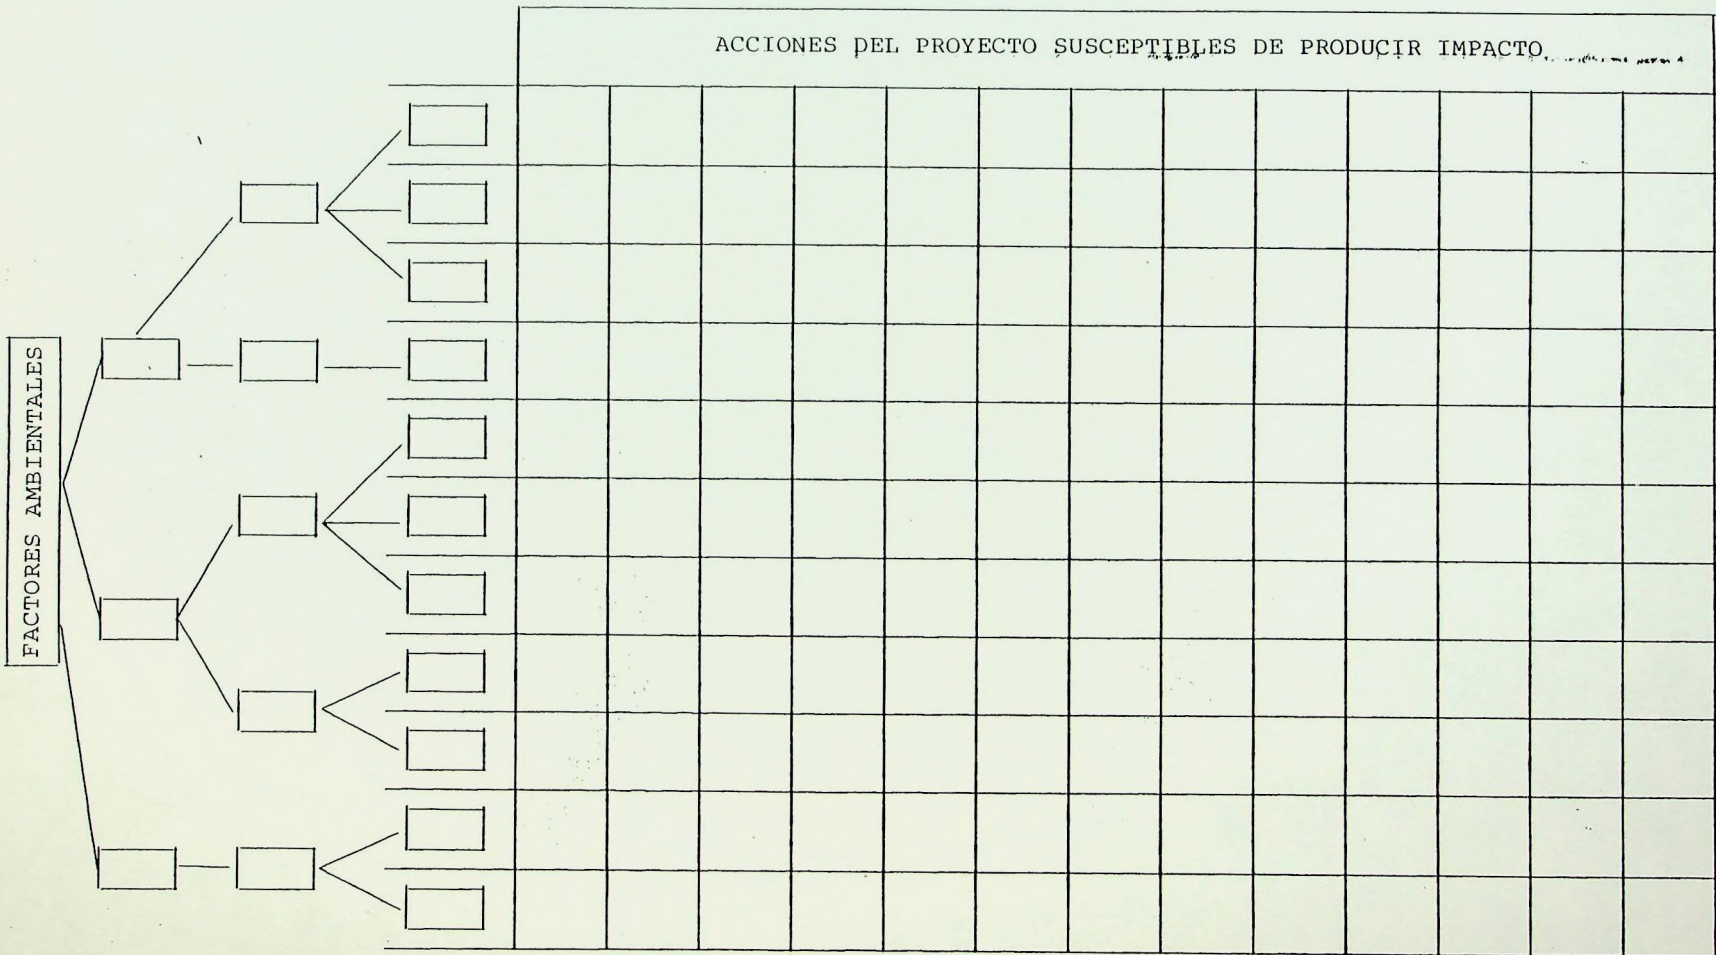 ACCIONES DEL PROYECTO SUSCEPTIBLES DE PRODUCIR IMPACTO
FACTORES AMBIENTALES